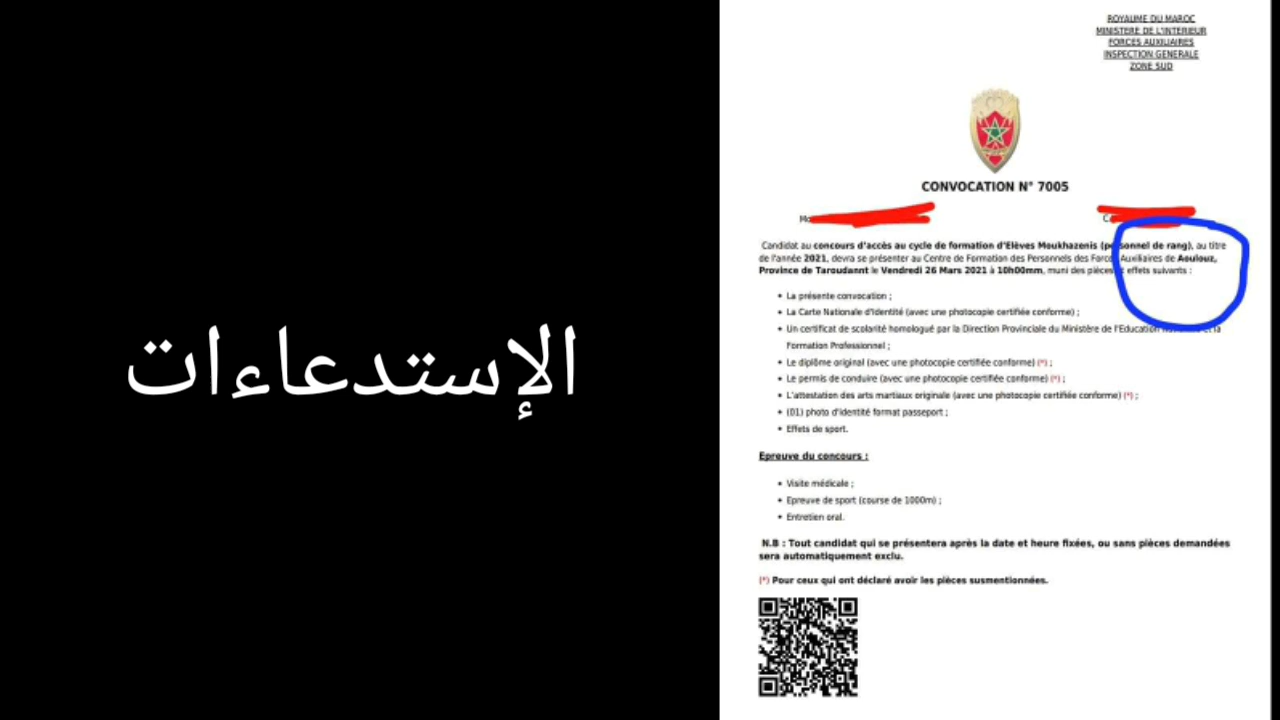 الإستدعاءات
ROYAUME DU MAROC
MINISTERE DE L'INTERIEUR
FORCES AUXILIAIRES
INSPECTION GENERALE
ZONE SUD
CONVOCATION N° 7005
Candidat au concours d'accès au cycle de formation d'Elèves Moukhazenis (personnel de rang), au titre
de l'année 2021, devra se présenter au Centre de Formation des Personnels des Forces Auxiliaires de Aoulouz,
Province de Taroudannt le Vendredi 26 Mars 2021 à 10h00mm, muni des pièces effets suivants :
• La présente convocation ;
• La Carte Nationale d'Identité (avec une photocopie certifiée conforme) ;
• Un certificat de scolarité homologué par la Direction Provinciale du Ministère de l'Education Nationale et la
Formation Professionnel ;
• Le diplôme original (avec une photocopie certifiée conforme) (*) ;
• Le permis de conduire (avec une photocopie certifiée conforme) (*) ;
• L'attestation des arts martiaux originale (avec une photocopie certifiée conforme) (*) ;
• (01) photo d'identité format passeport ;
• Effets de sport.
Epreuve du concours :
• Visite médicale ;
• Epreuve de sport (course de 1000m) ;
• Entretien oral.
N.B : Tout candidat qui se présentera après la date et heure fixées, ou sans pièces demandées
sera automatiquement exclu.
(*) Pour ceux qui ont déclaré avoir les pièces susmentionnées.